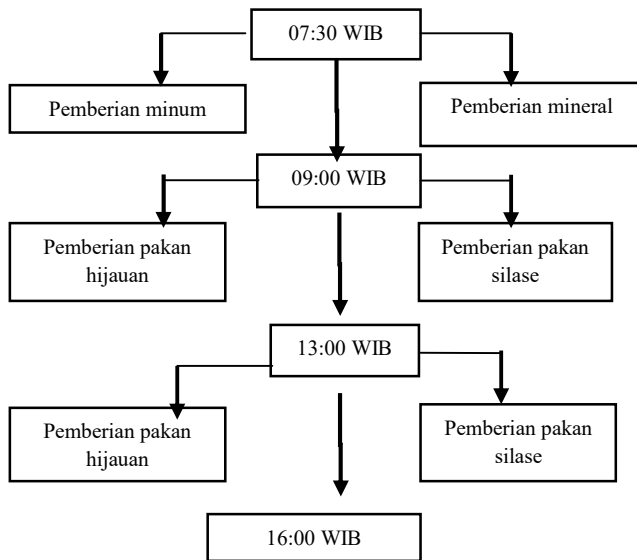 07:30 WIB
Pemberian minum
Pemberian mineral
09:00 WIB
Pemberian pakan
hijauan
Pemberian pakan
silase
13:00 WIB
Pemberian pakan
hijauan
Pemberian pakan
silase
16:00 WIB